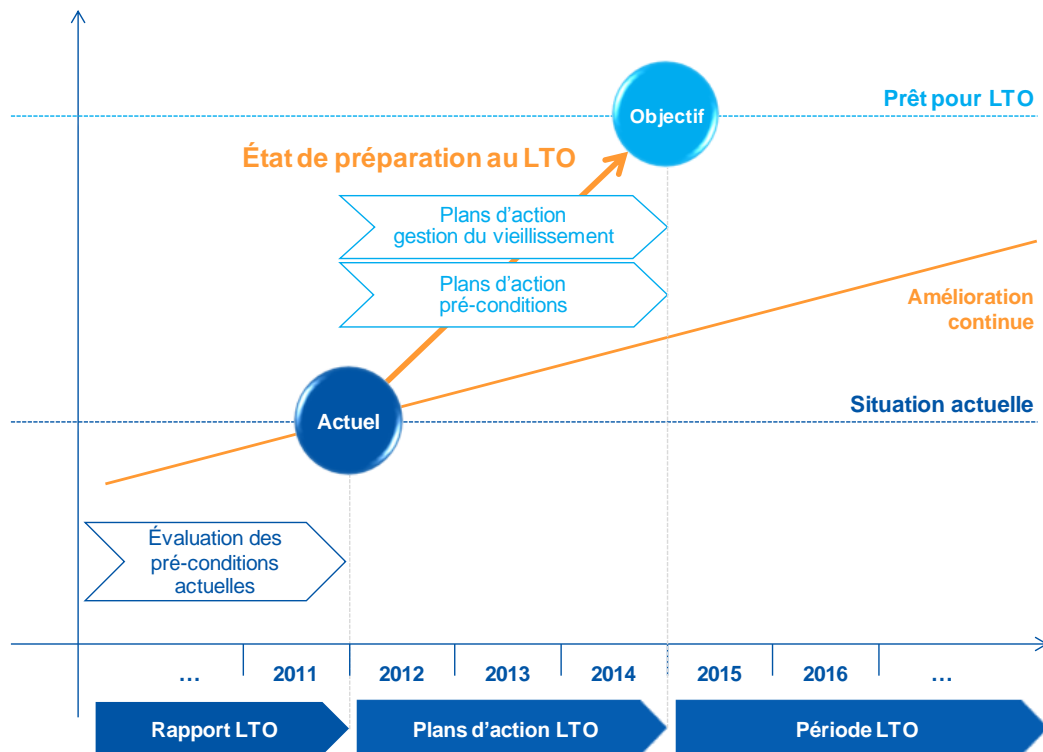 Prêt pour LTO
Objectif
État de préparation au LTO
Plans d'action
gestion du vieillissement
Plans d'action
pré-conditions
Amélioration
continue
Situation actuelle
Actuel
Évaluation des
pré-conditions
actuelles
... 2011 2012 2013 2014 2015 2016 ...
Rapport LTO Plans d'action LTO Période LTO